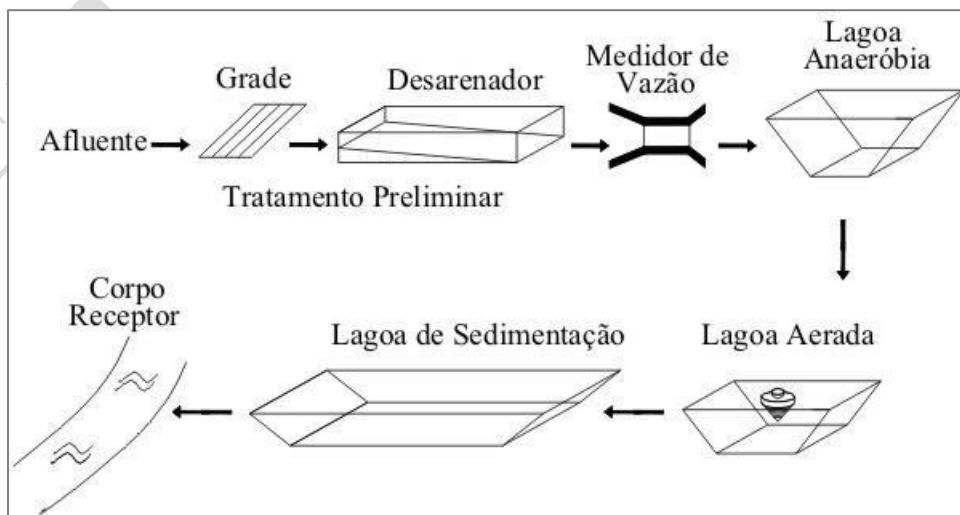 Grade
Desarenador
Medidor de
Vazão
Lagoa
Anaeróbia
Afluente
Tratamento Preliminar
Corpo
Receptor
Lagoa de Sedimentação
Lagoa Aerada